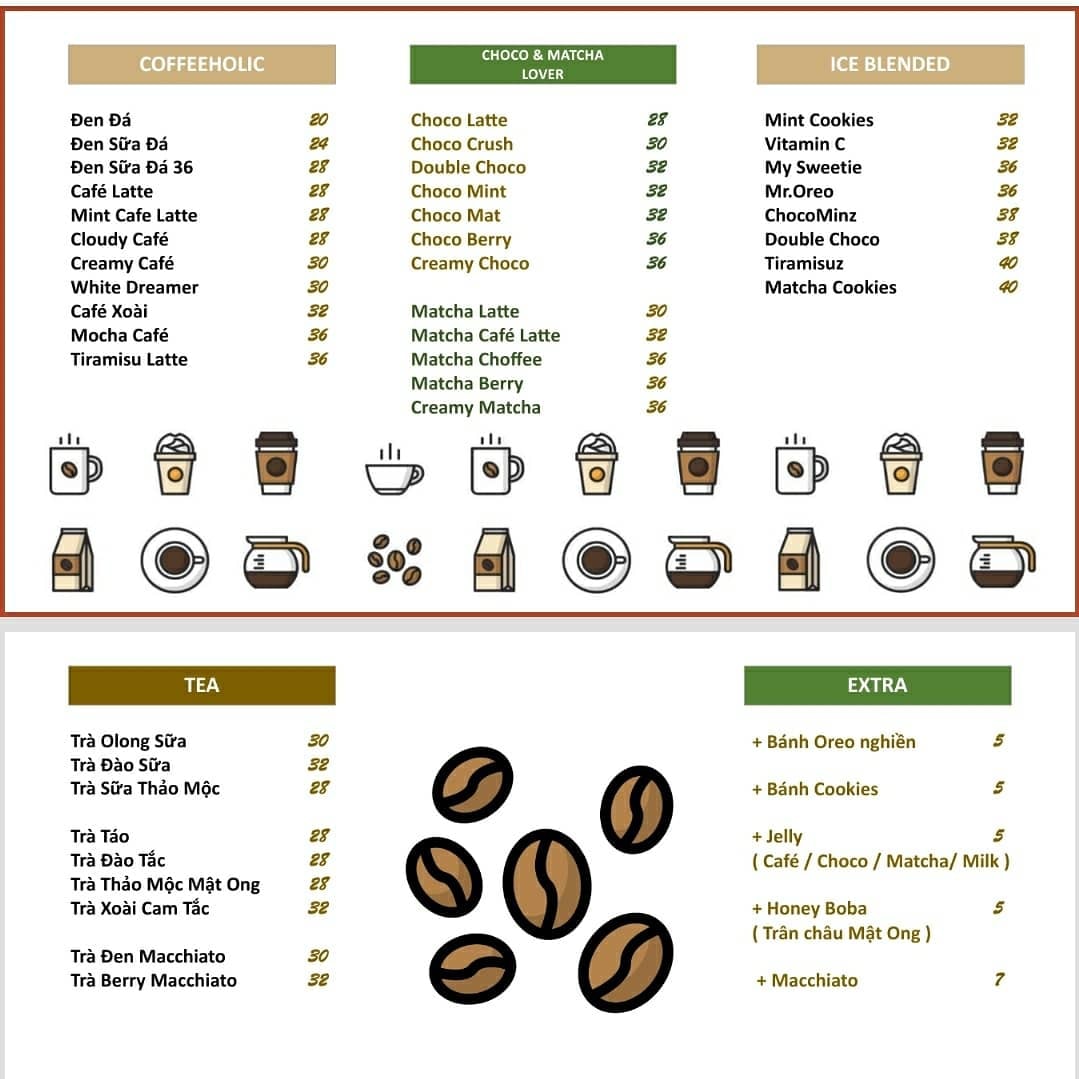 COFFEEHOLIC
Đen Đá 20
Đen Sữa Đá 24
Đen Sữa Đá 36 28
Café Latte 28
Mint Cafe Latte 28
Cloudy Café 28
Creamy Café 30
White Dreamer 30
Café Xoài 32
Mocha Café 36
Tiramisu Latte 36
CHOCO & MATCHA
LOVER
Choco Latte 28
Choco Crush 30
Double Choco 32
Choco Mint 32
Choco Mat 32
Choco Berry 36
Creamy Choco 36
Matcha Latte 30
Matcha Café Latte 32
Matcha Choffee 36
Matcha Berry 36
Creamy Matcha 36
ICE BLENDED
Mint Cookies 32
Vitamin C 32
My Sweetie 36
Mr.Oreo 36
ChocoMinz 38
Double Choco 38
Tiramisuz 40
Matcha Cookies 40
TEA
Trà Olong Sữa 30
Trà Đào Sữa 32
Trà Sữa Thảo Mộc 28
Trà Táo 28
Trà Đào Tắc 28
Trà Thảo Mộc Mật Ong 28
Trà Xoài Cam Tắc 32
Trà Đen Macchiato 30
Trà Berry Macchiato 32
EXTRA
+ Bánh Oreo nghiền 5
+ Bánh Cookies 5
+ Jelly 5
( Café / Choco / Matcha/ Milk )
+ Honey Boba 5
( Trân châu Mật Ong )
+ Macchiato 7